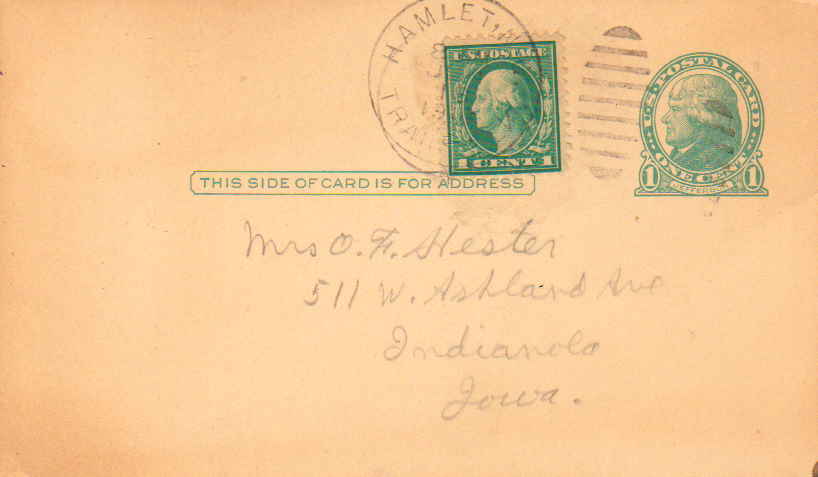 HAMLET, N
TRA
U.S. POSTAGE
1 CENT 1
U.S. POSTAL CARD
ONE CENT
1 JEFFERSON 1
THIS SIDE OF CARD IS FOR ADDRESS
Mrs O. F. Hester
511 W. Ashland Ave
Indianola
Iowa.